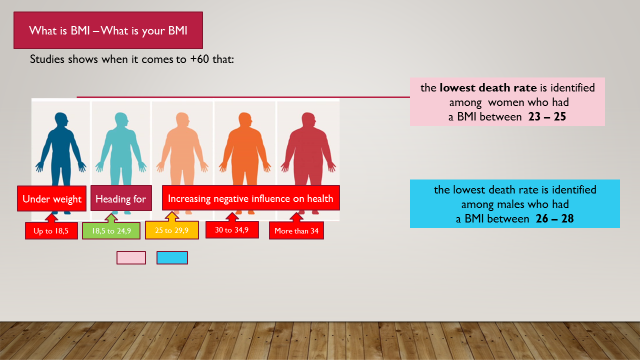 What is BMI – What is your BMI
Studies shows when it comes to +60 that:
the lowest death rate is identified
among women who had
a BMI between 23 – 25
Under weight
Heading for
Increasing negative influence on health
Up to 18,5
18,5 to 24,9
25 to 29,9
30 to 34,9
More than 34
the lowest death rate is identified
among males who had
a BMI between 26 – 28